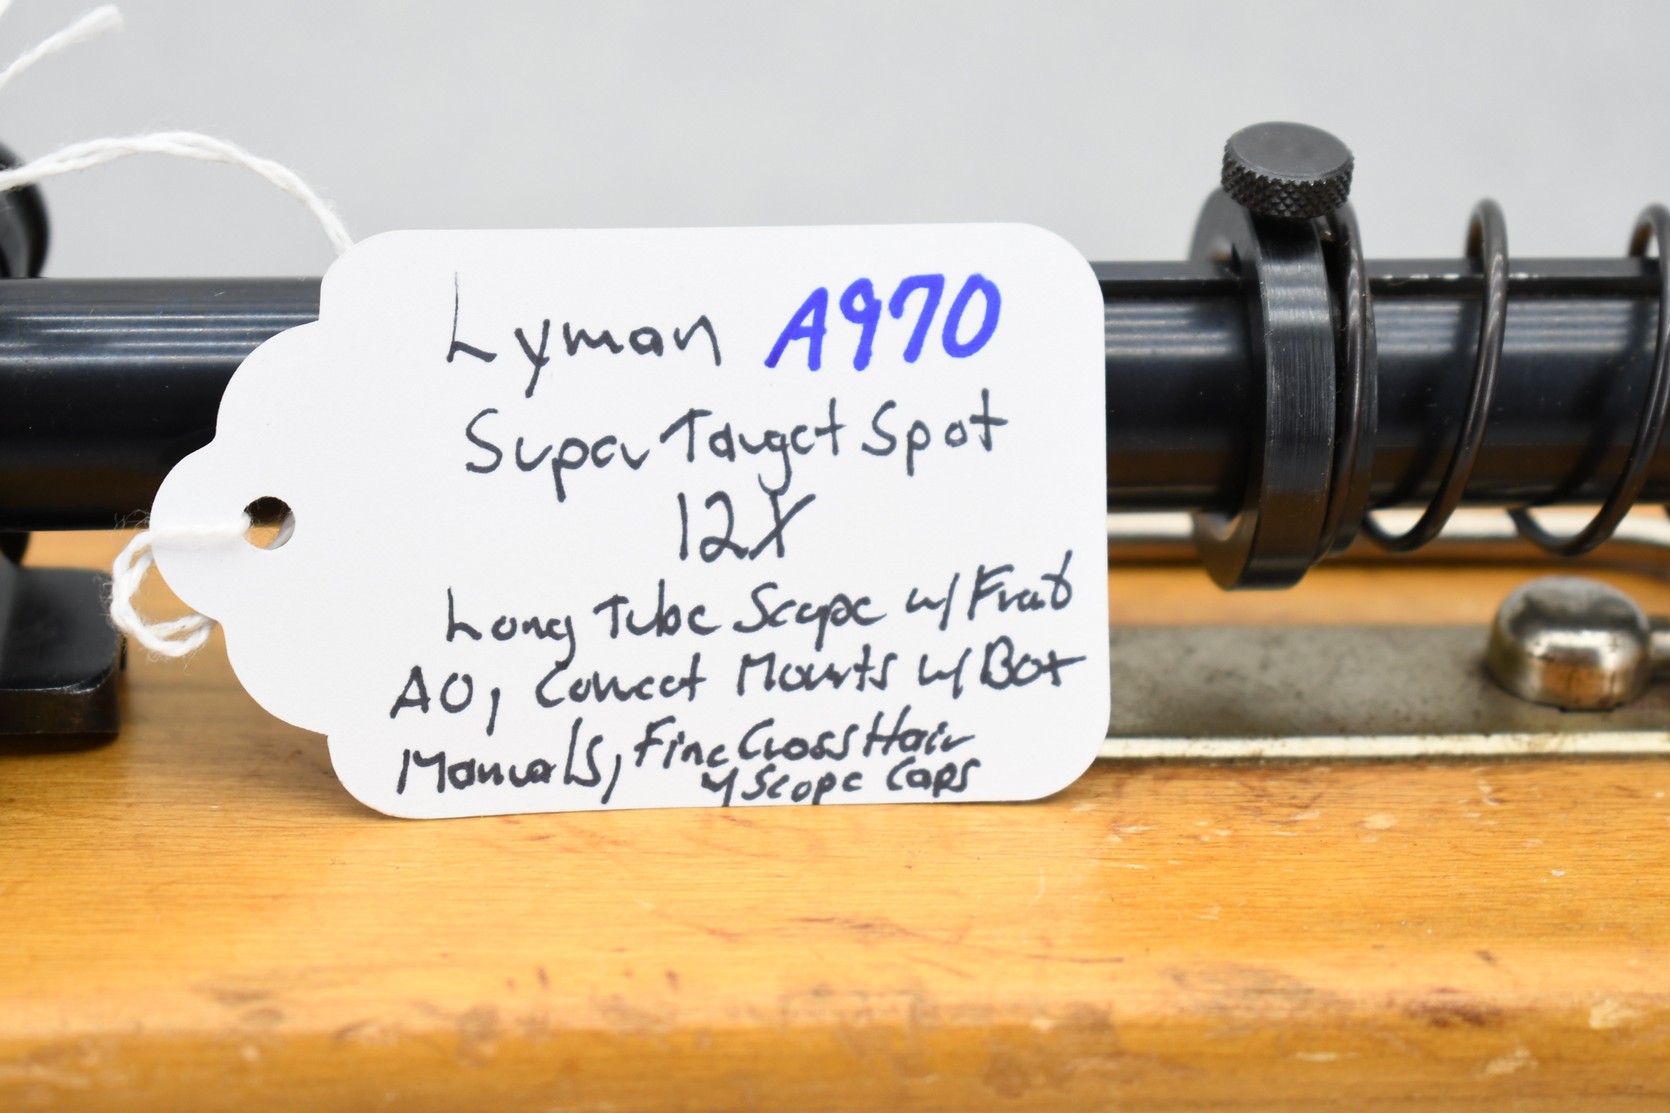 Lyman A970
Super Target Spot
12X
Long Tube Scope w/ Front
AO, Correct Mounts w/ Box
Manuals, Fine Cross Hair
w/ Scope Caps